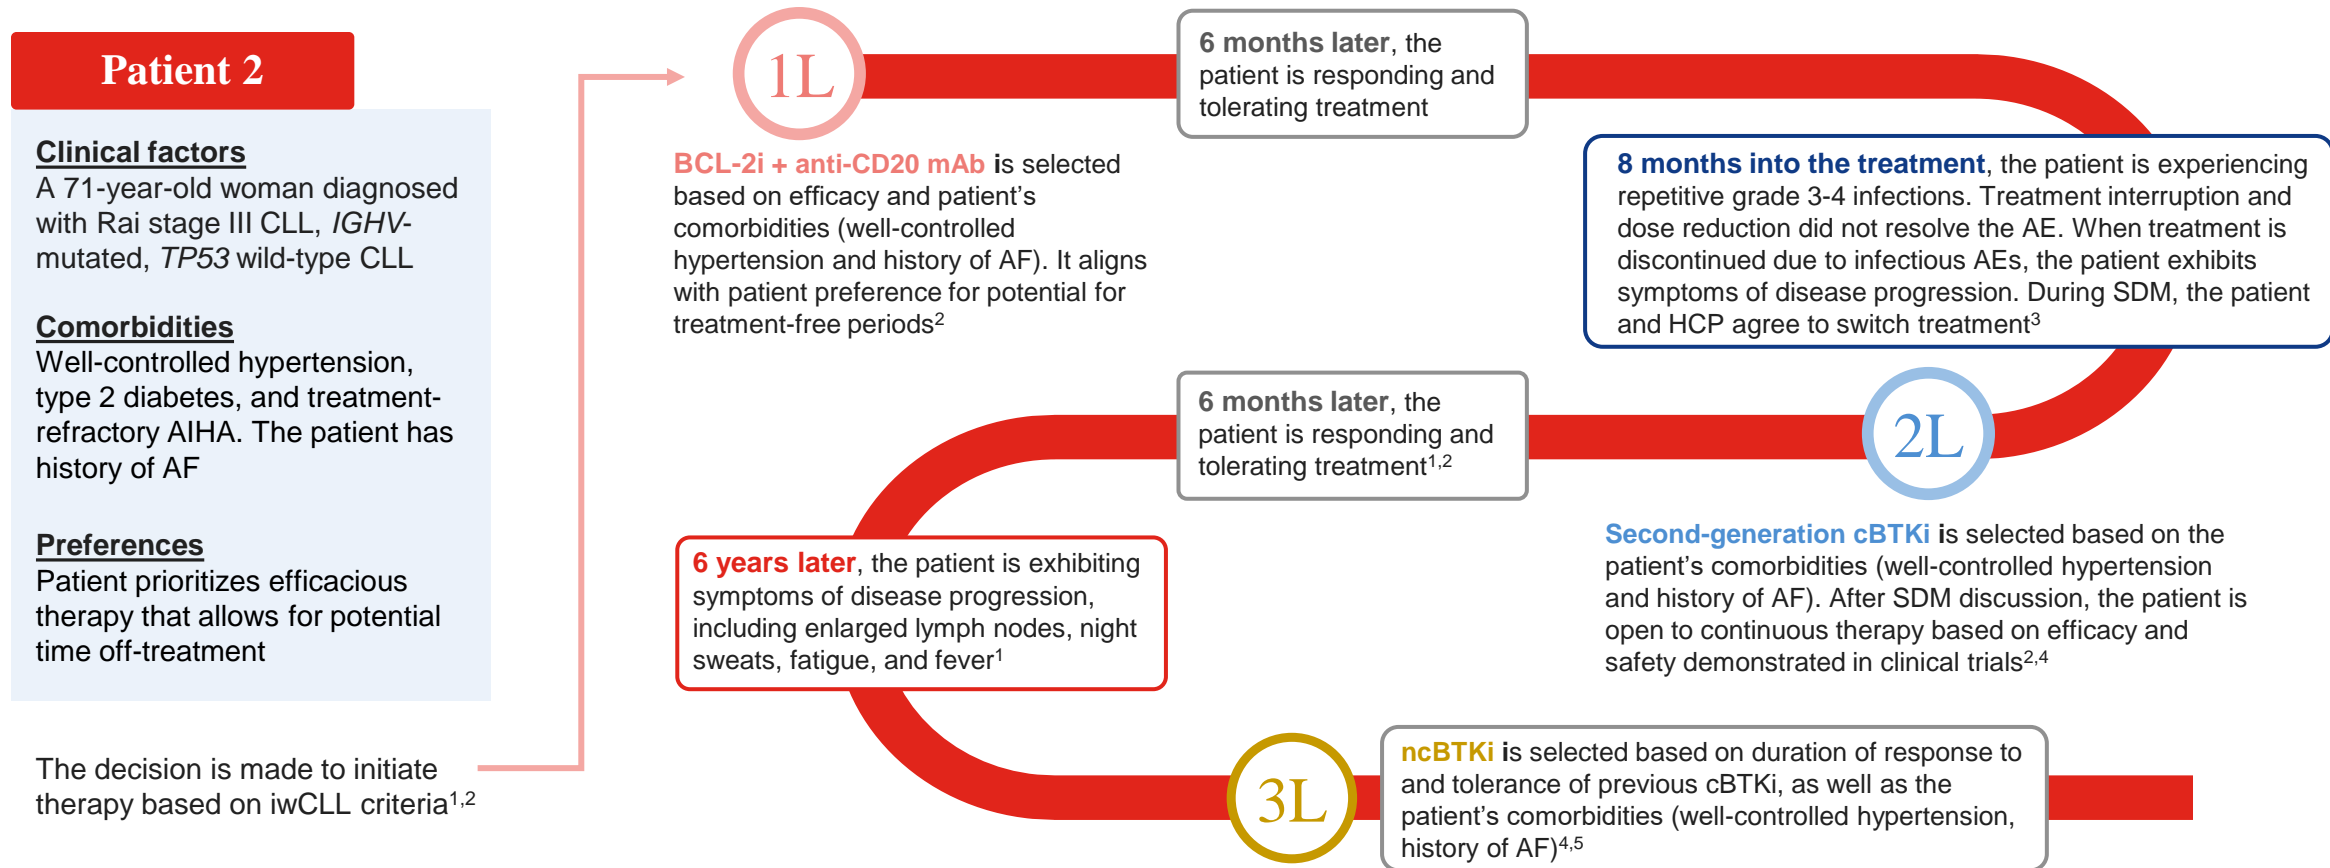 Patient 2
Clinical factors
A 71-year-old woman diagnosed
with Rai stage III CLL, IGHV-
mutated, TP53 wild-type CLL
Comorbidities
Well-controlled hypertension,
type 2 diabetes, and treatment-
refractory AIHA. The patient has
history of AF
Preferences
Patient prioritizes efficacious
therapy that allows for potential
time off-treatment
The decision is made to initiate
therapy based on iwCLL criteria1,2
1L
BCL-2i + anti-CD20 mAb is selected
based on efficacy and patient's
comorbidities (well-controlled
hypertension and history of AF). It aligns
with patient preference for potential for
treatment-free periods2
6 months later, the
patient is responding and
tolerating treatment
8 months into the treatment, the patient is experiencing
repetitive grade 3-4 infections. Treatment interruption and
dose reduction did not resolve the AE. When treatment is
discontinued due to infectious AEs, the patient exhibits
symptoms of disease progression. During SDM, the patient
and HCP agree to switch treatment3
2L
Second-generation cBTKi is selected based on the
patient's comorbidities (well-controlled hypertension
and history of AF). After SDM discussion, the patient is
open to continuous therapy based on efficacy and
safety demonstrated in clinical trials2,4
6 months later, the
patient is responding and
tolerating treatment1,2
6 years later, the patient is exhibiting
symptoms of disease progression,
including enlarged lymph nodes, night
sweats, fatigue, and fever1
3L
ncBTKi is selected based on duration of response to
and tolerance of previous cBTKi, as well as the
patient's comorbidities (well-controlled hypertension,
history of AF)4,5